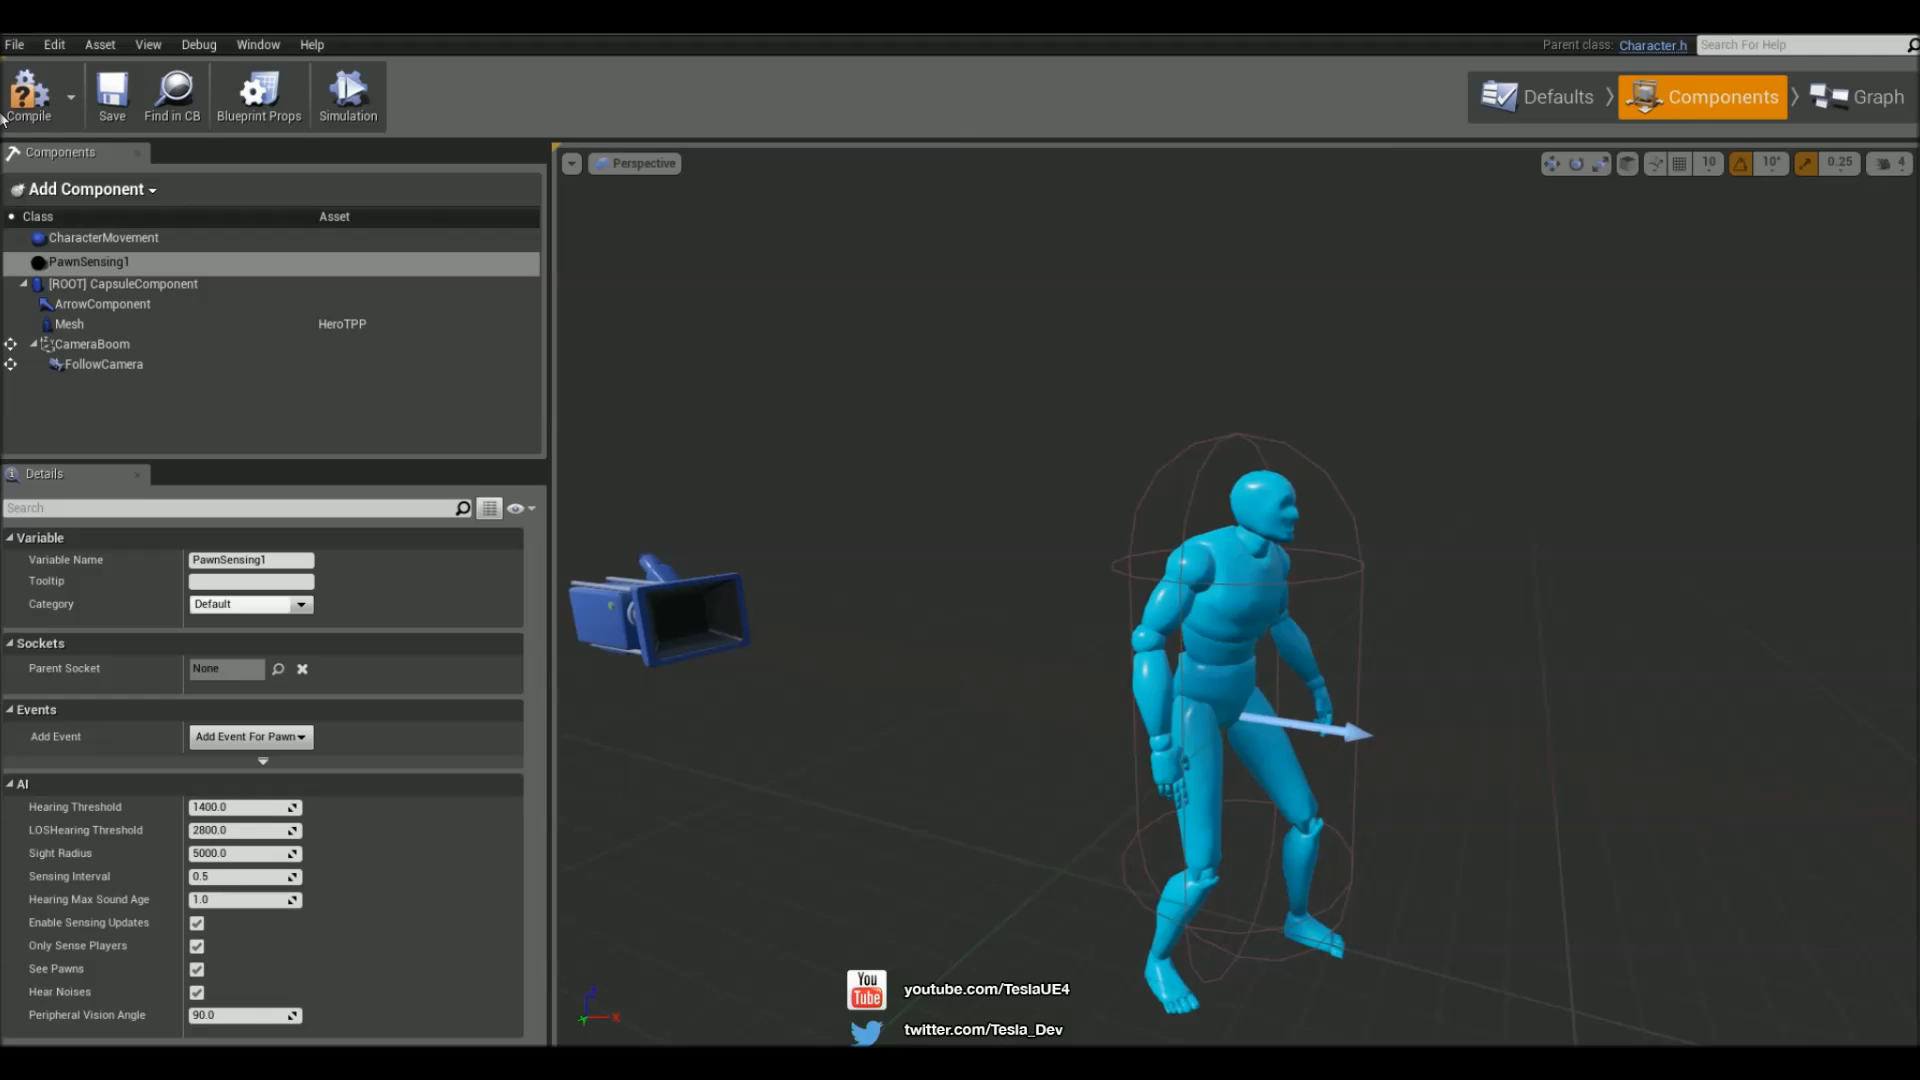 File Edit Asset View Debug Window Help
Parent class: Character.h Search For Help
Compile Save Find in CB Blueprint Props Simulation
Defaults Components Graph
Components
Perspective
10 10° 0.25 4
Add Component
Class Asset
CharacterMovement
PawnSensing1
[ROOT] CapsuleComponent
ArrowComponent
Mesh HeroTPP
CameraBoom
FollowCamera
Details
Search
Variable
Variable Name PawnSensing1
Tooltip
Category Default
Sockets
Parent Socket None
Events
Add Event Add Event For Pawn
AI
Hearing Threshold 1400.0
LOSHearing Threshold 2800.0
Sight Radius 5000.0
Sensing Interval 0.5
Hearing Max Sound Age 1.0
Enable Sensing Updates
Only Sense Players
See Pawns
Hear Noises
Peripheral Vision Angle 90.0
You
Tube
youtube.com/TeslaUE4
twitter.com/Tesla_Dev
Z
X